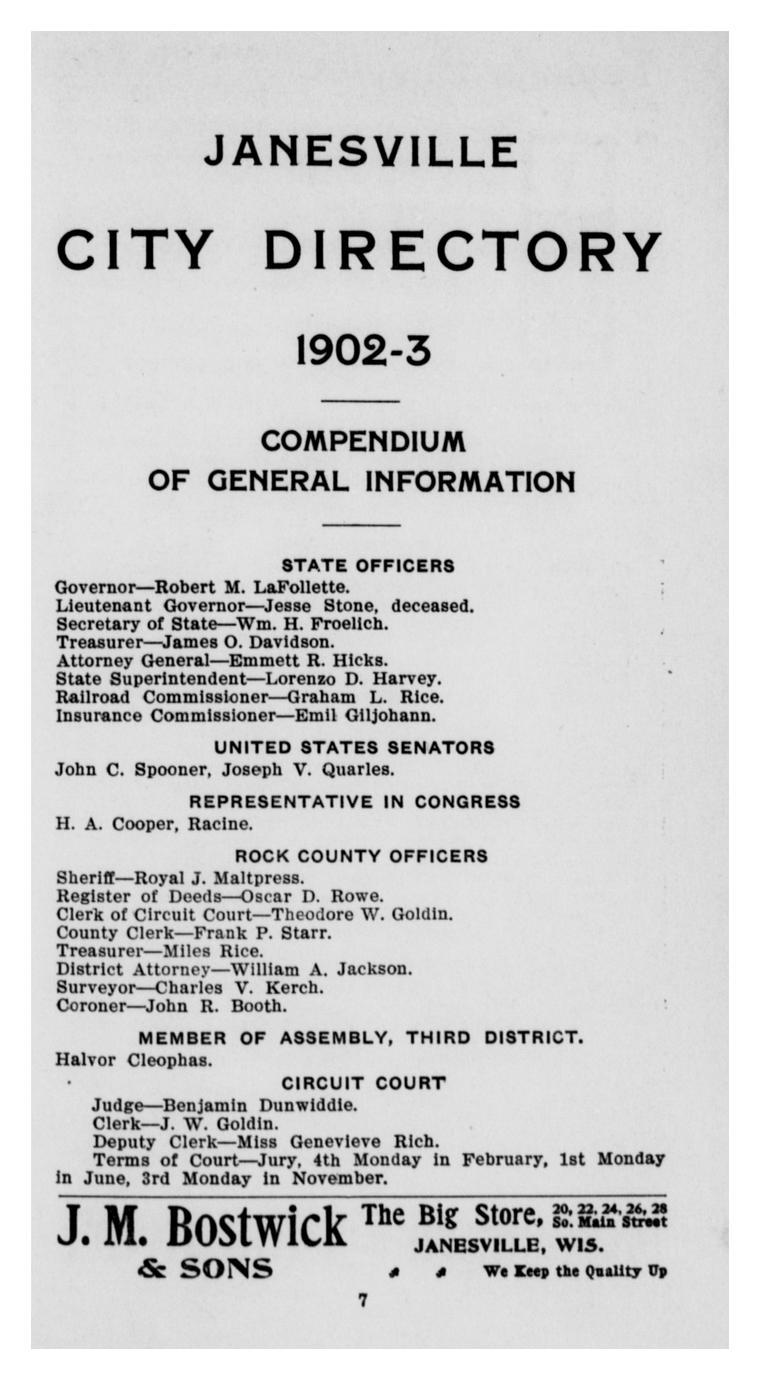 JANESVILLE
CITY DIRECTORY
1902-3
COMPENDIUM
OF GENERAL INFORMATION
STATE OFFICERS
Governor—Robert M. LaFollette.
Lieutenant Governor—Jesse Stone, deceased.
Secretary of State—Wm. H. Froelich.
Treasurer—James O. Davidson.
Attorney General—Emmett R. Hicks.
State Superintendent—Lorenzo D. Harvey.
Railroad Commissioner—Graham L. Rice.
Insurance Commissioner—Emil Giljohann.
UNITED STATES SENATORS
John C. Spooner, Joseph V. Quarles.
REPRESENTATIVE IN CONGRESS
H. A. Cooper, Racine.
ROCK COUNTY OFFICERS
Sheriff—Royal J. Maltpress.
Register of Deeds—Oscar D. Rowe.
Clerk of Circuit Court—Theodore W. Goldin.
County Clerk—Frank P. Starr.
Treasurer—Miles Rice.
District Attorney—William A. Jackson.
Surveyor—Charles V. Kerch.
Coroner—John R. Booth.
MEMBER OF ASSEMBLY, THIRD DISTRICT.
Halvor Cleophas.
CIRCUIT COURT
Judge—Benjamin Dunwiddie.
Clerk—J. W. Goldin.
Deputy Clerk—Miss Genevieve Rich.
Terms of Court—Jury, 4th Monday in February, 1st Monday
in June, 3rd Monday in November.
J. M. Bostwick
& SONS
The Big Store, 20, 22, 24, 26, 28
So. Main Street
JANESVILLE, WIS.
We Keep the Quality Up
7